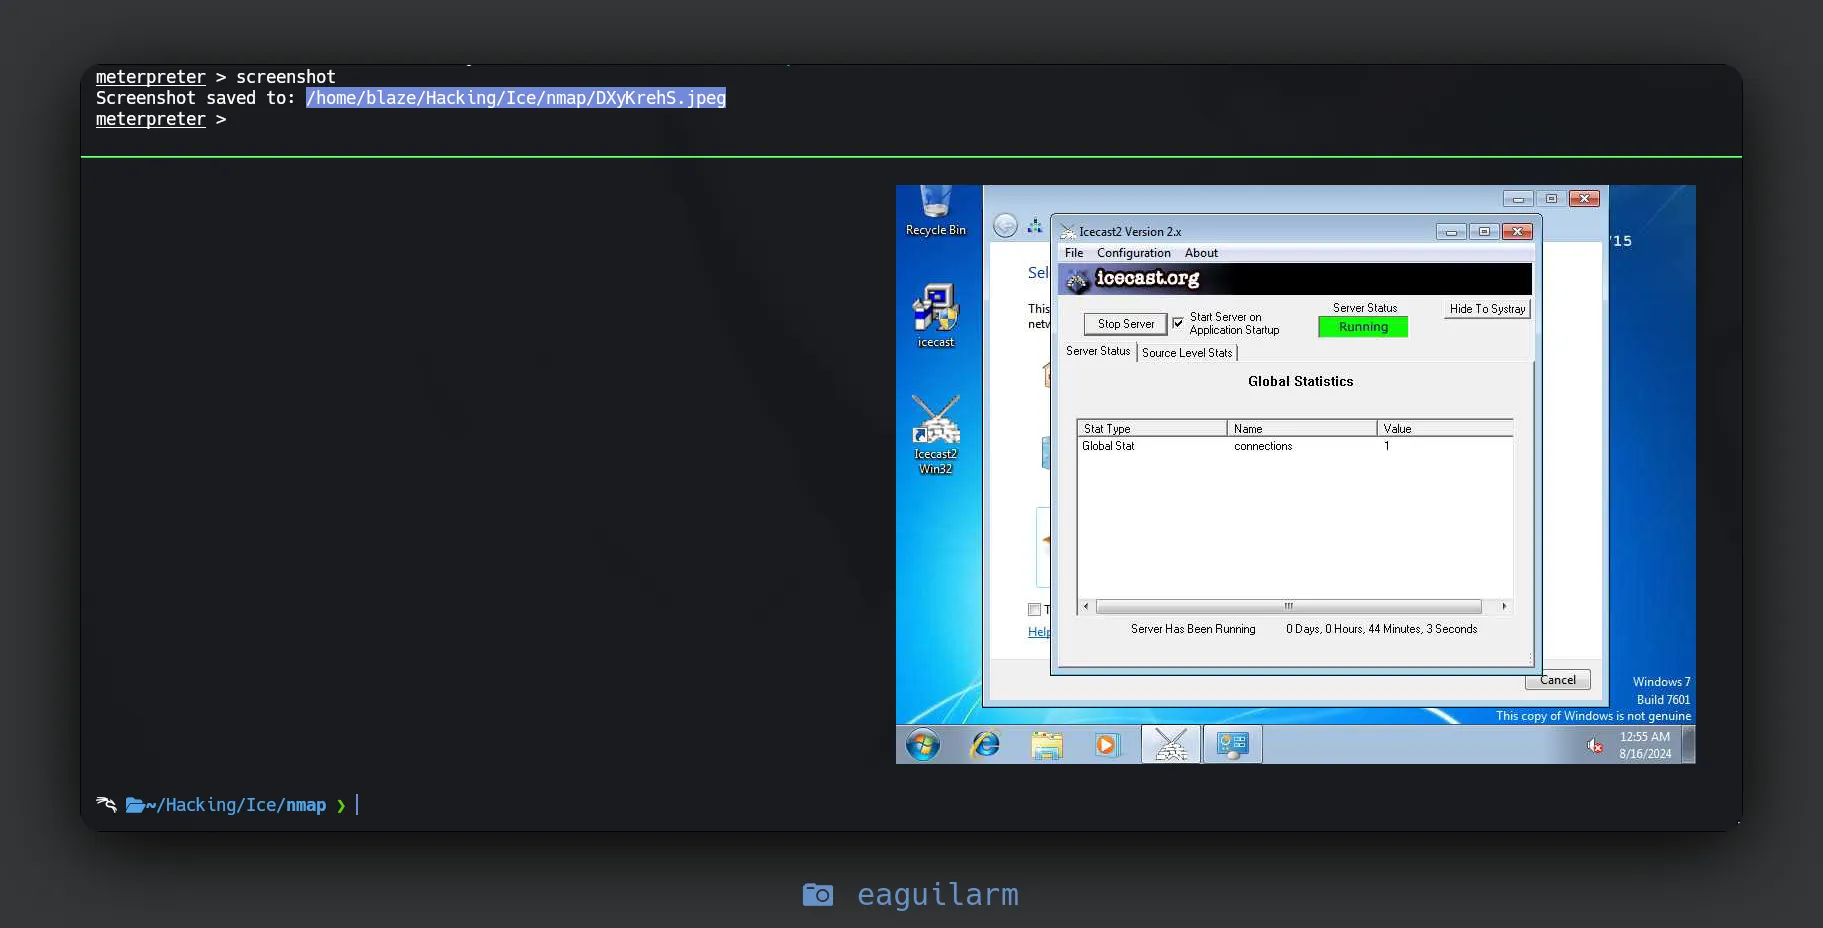 meterpreter > screenshot
Screenshot saved to: /home/blaze/Hacking/Ice/nmap/DXyKrehS.jpeg
meterpreter >
Recycle Bin
icecast
Icecast2
Win32
Sel
This
netw
Help
Cancel
'15
Icecast2 Version 2.x
File Configuration About
icecast.org
Stop Server
Start Server on
Application Startup
Server Status
Running
Hide To Systray
Server Status Source Level Stats
Global Statistics
Stat Type Name Value
Global Stat connections 1
Server Has Been Running 0 Days, 0 Hours, 44 Minutes, 3 Seconds
Windows 7
Build 7601
This copy of Windows is not genuine
12:55 AM
8/16/2024
~/Hacking/Ice/nmap ❯
eaguilarm